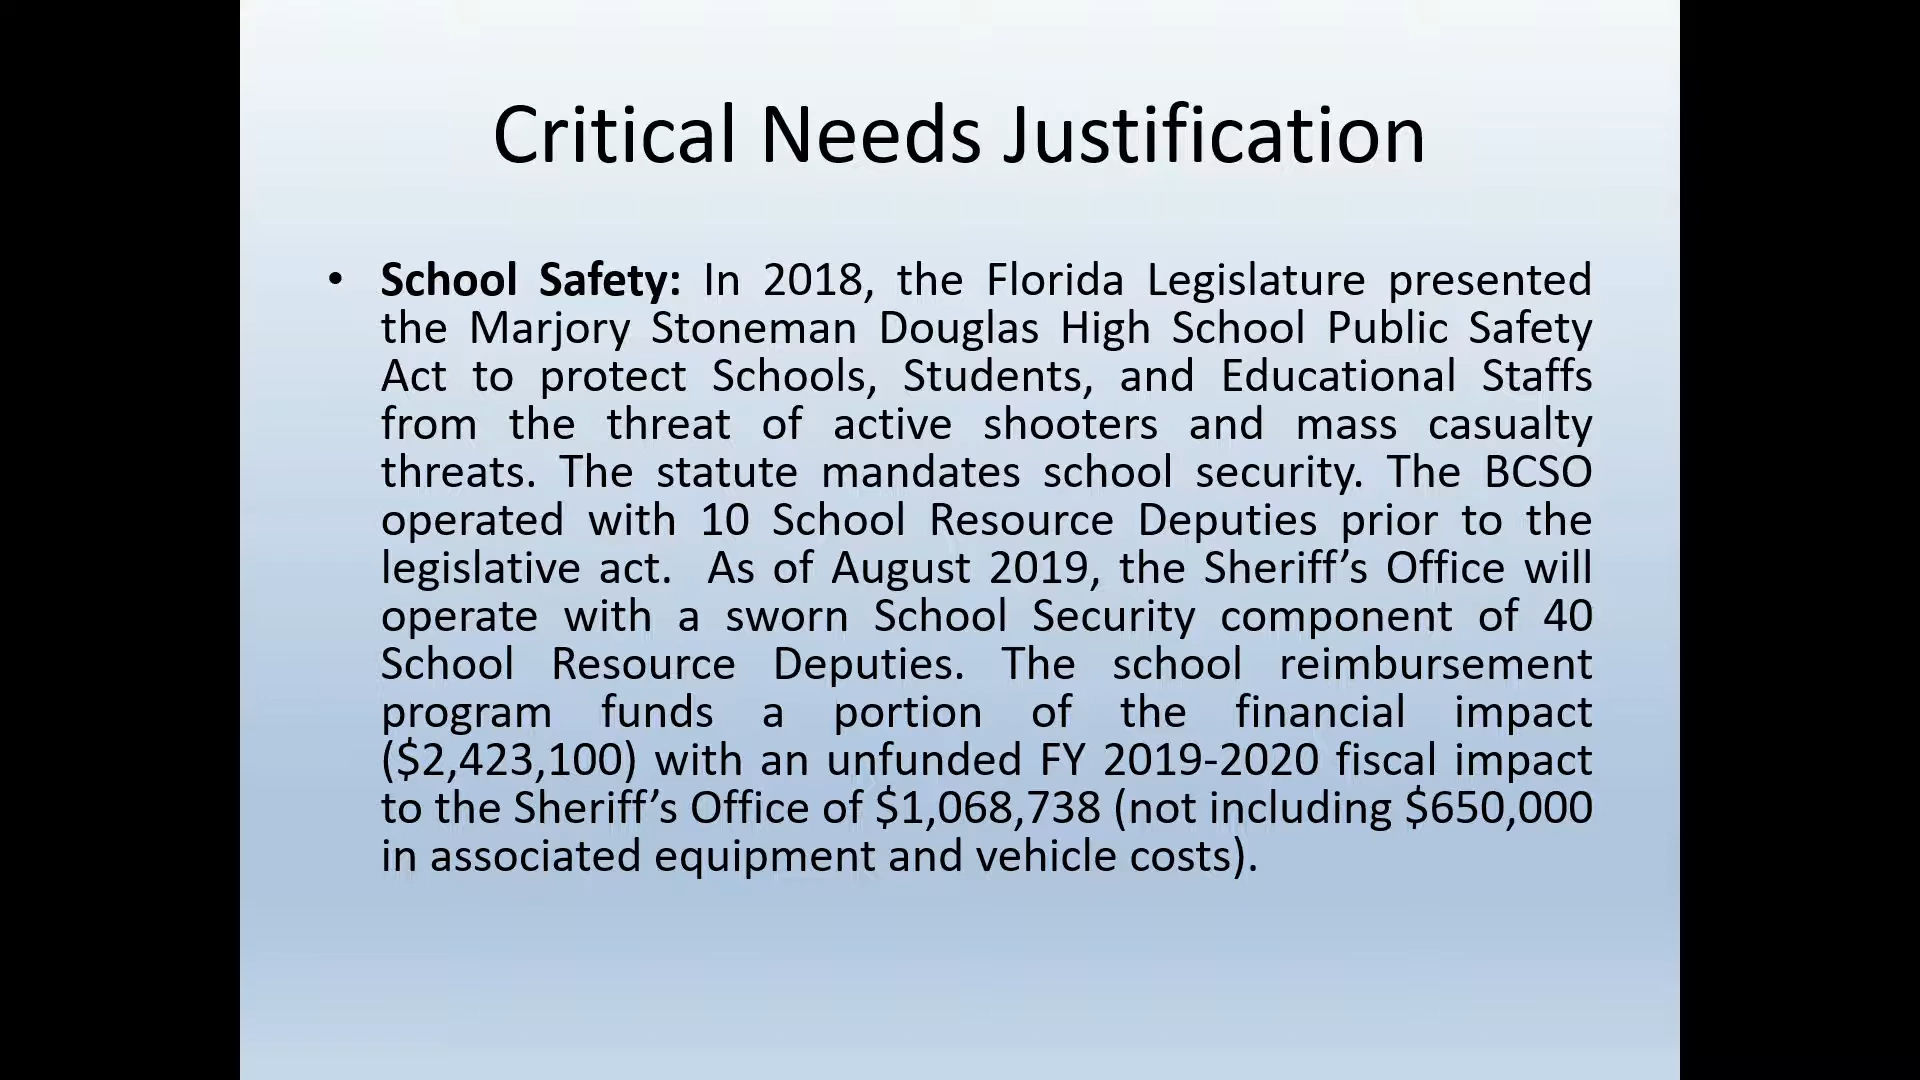 Critical Needs Justification
• School Safety: In 2018, the Florida Legislature presented
the Marjory Stoneman Douglas High School Public Safety
Act to protect Schools, Students, and Educational Staffs
from the threat of active shooters and mass casualty
threats. The statute mandates school security. The BCSO
operated with 10 School Resource Deputies prior to the
legislative act.  As of August 2019, the Sheriff’s Office will
operate with a sworn School Security component of 40
School Resource Deputies. The school reimbursement
program funds a portion of the financial impact
($2,423,100) with an unfunded FY 2019-2020 fiscal impact
to the Sheriff’s Office of $1,068,738 (not including $650,000
in associated equipment and vehicle costs).